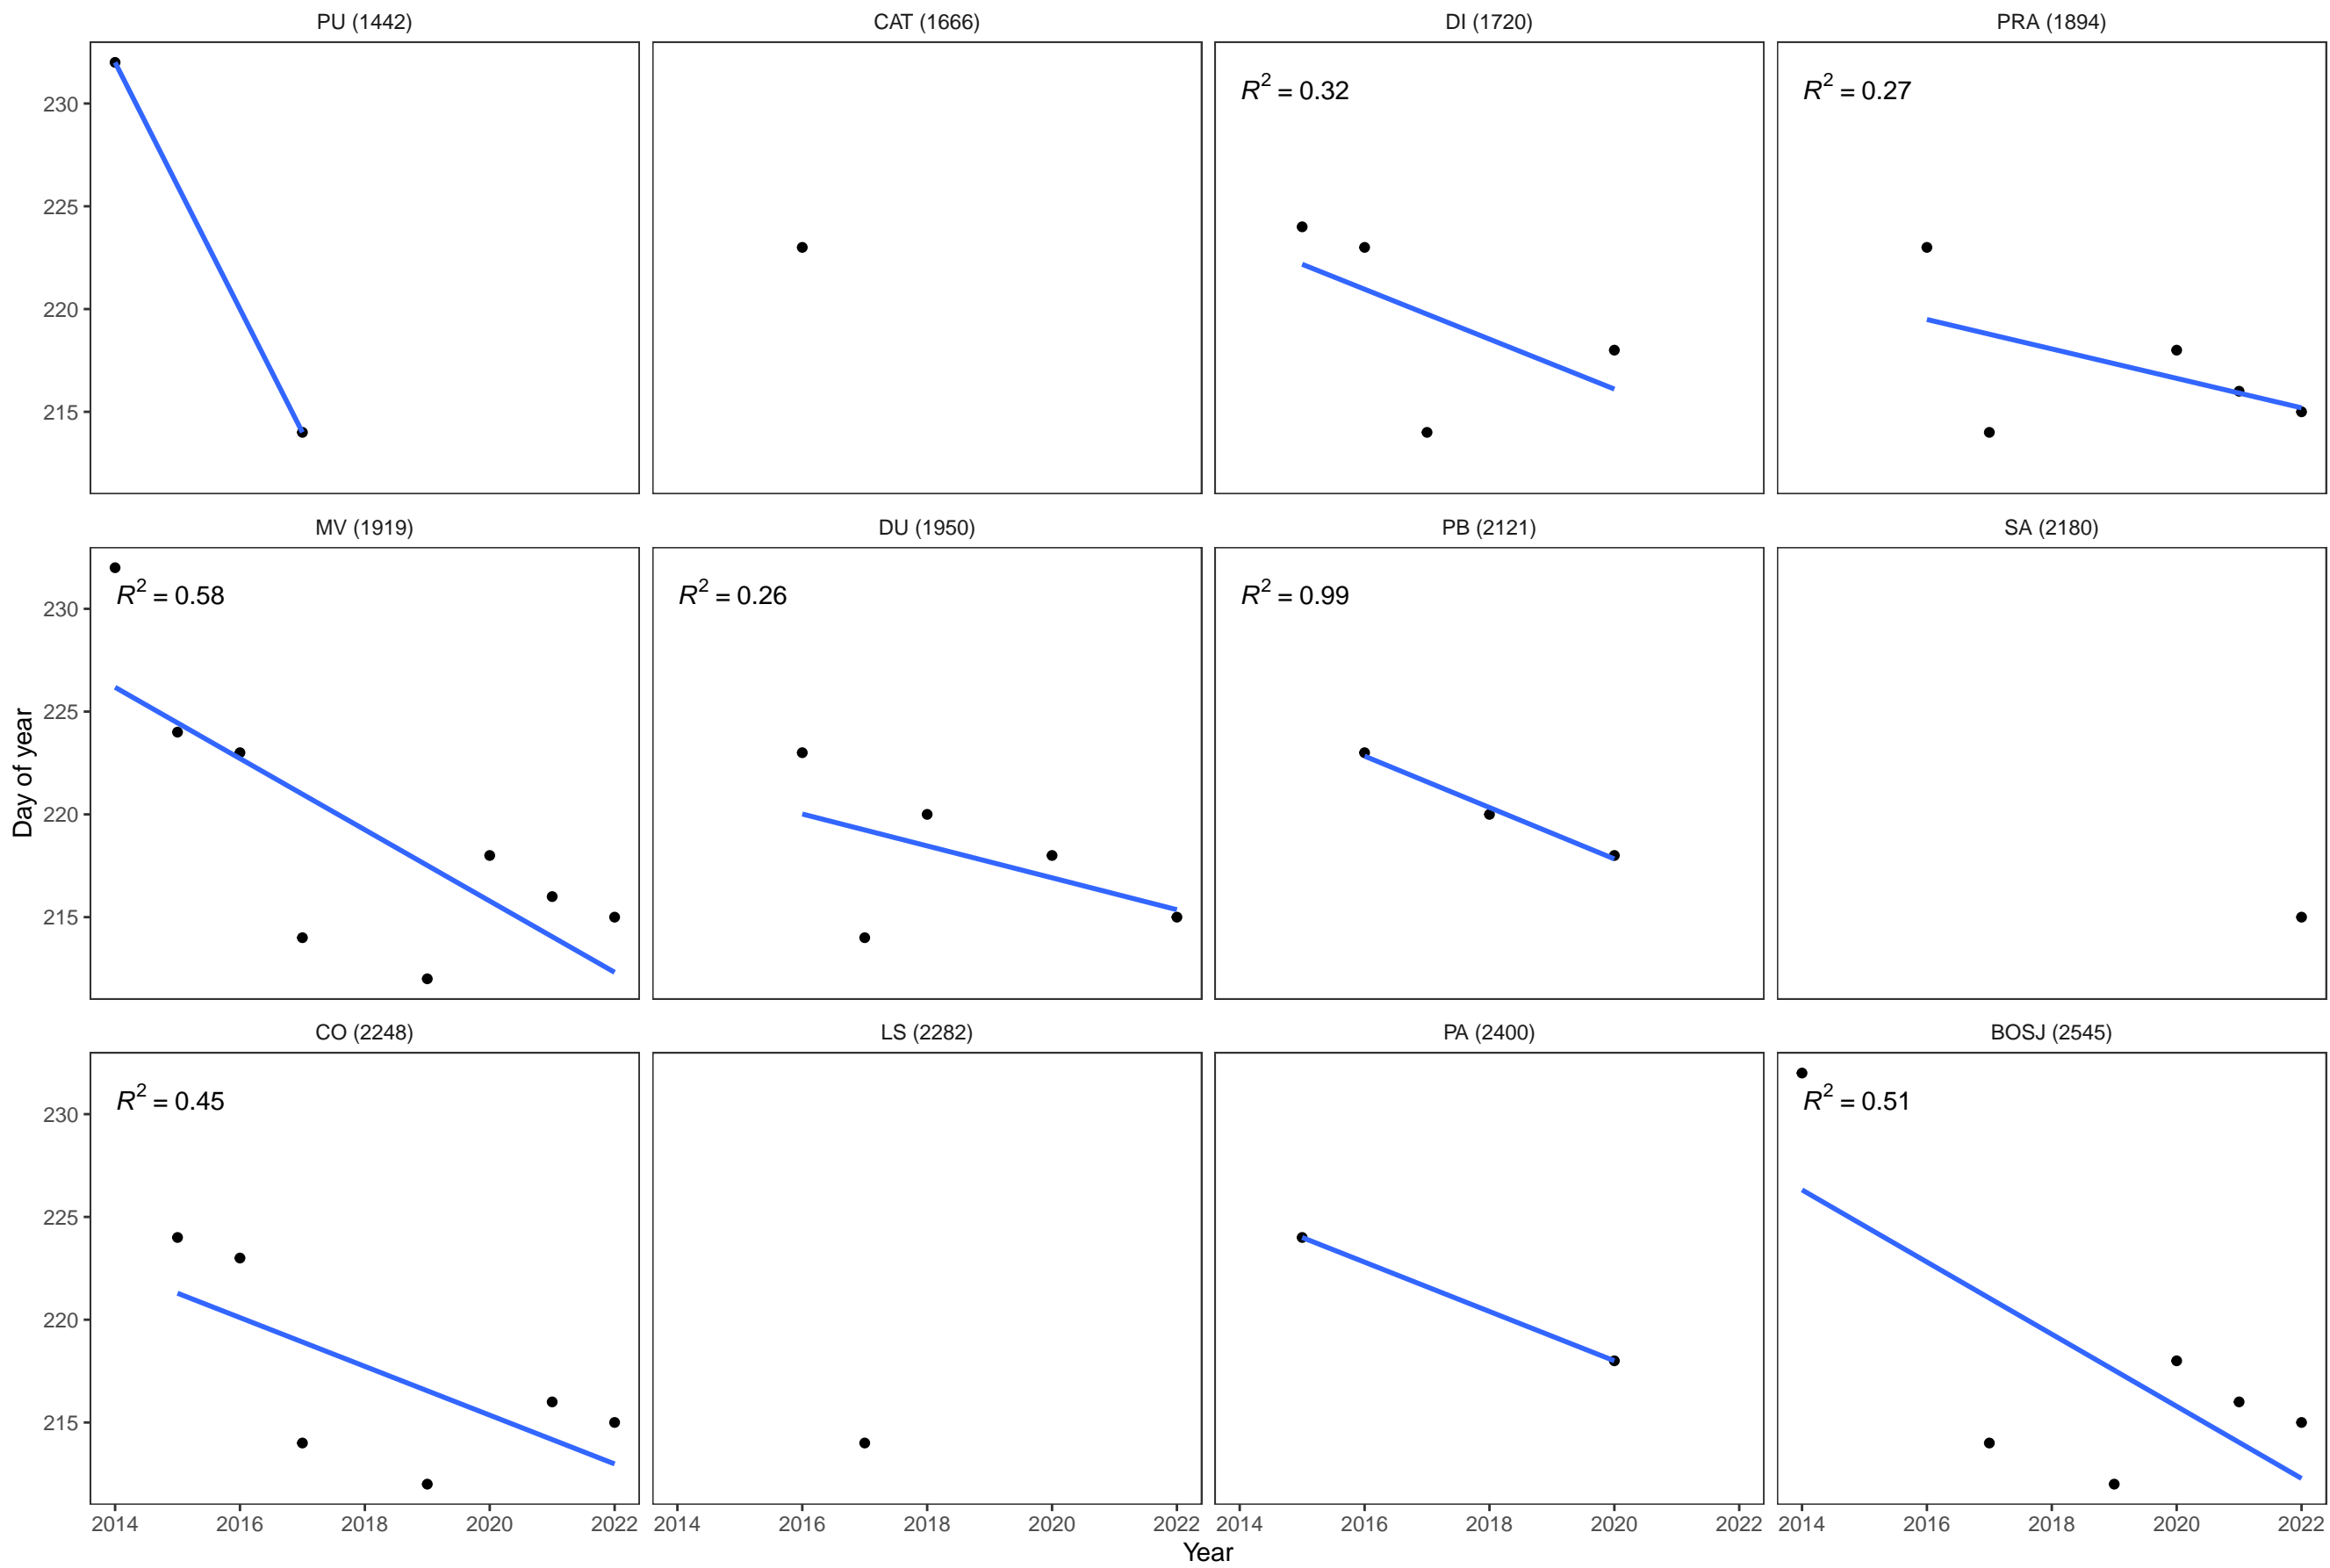 PU (1442) CAT (1666) DI (1720) PRA (1894)
R² = 0.32 R² = 0.27
230
225
220
215
MV (1919) DU (1950) PB (2121) SA (2180)
R² = 0.58 R² = 0.26 R² = 0.99
230
225
220
215
Day of year
CO (2248) LS (2282) PA (2400) BOSJ (2545)
R² = 0.45 R² = 0.51
230
225
220
215
2014 2016 2018 2020 2022 2014 2016 2018 2020 2022 2014 2016 2018 2020 2022 2014 2016 2018 2020 2022
Year